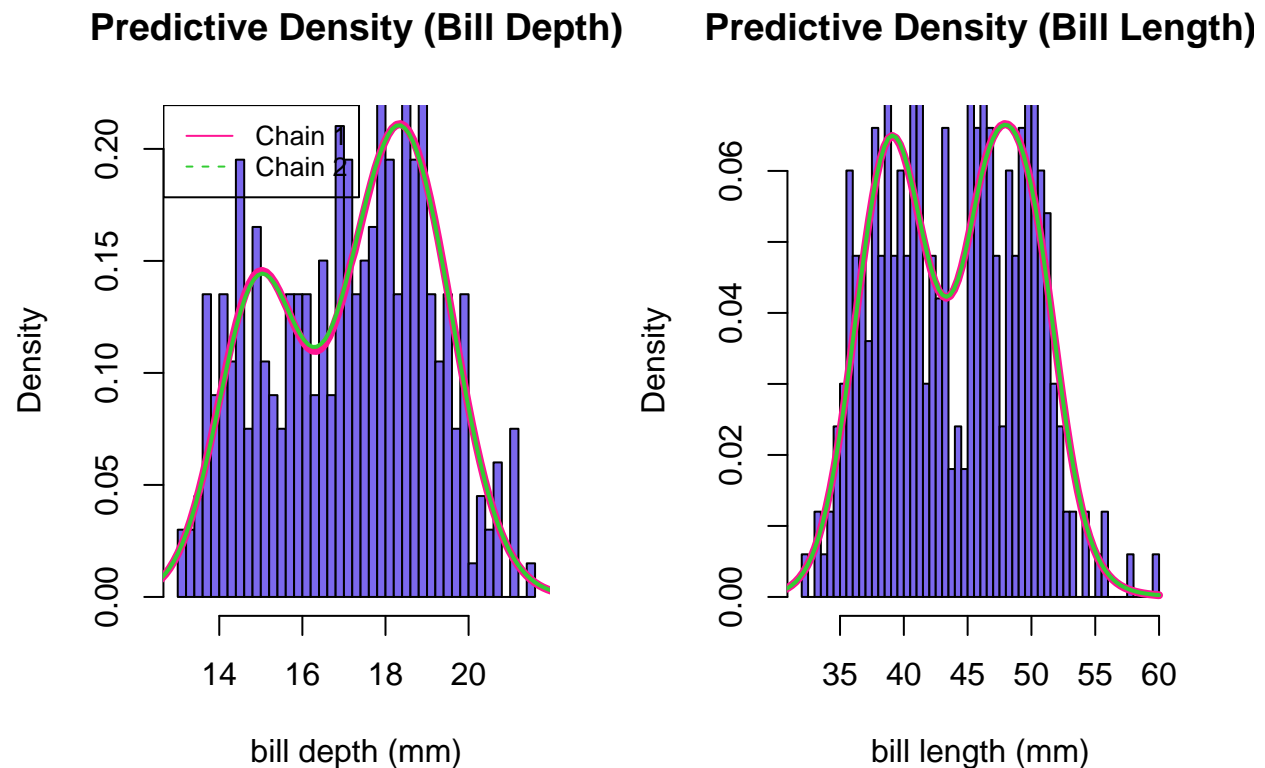 Predictive Density (Bill Depth)
Chain 1
Chain 2
Density
0.00 0.05 0.10 0.15 0.20
14 16 18 20
bill depth (mm)
Predictive Density (Bill Length)
Density
0.00 0.02 0.04 0.06
35 40 45 50 55 60
bill length (mm)